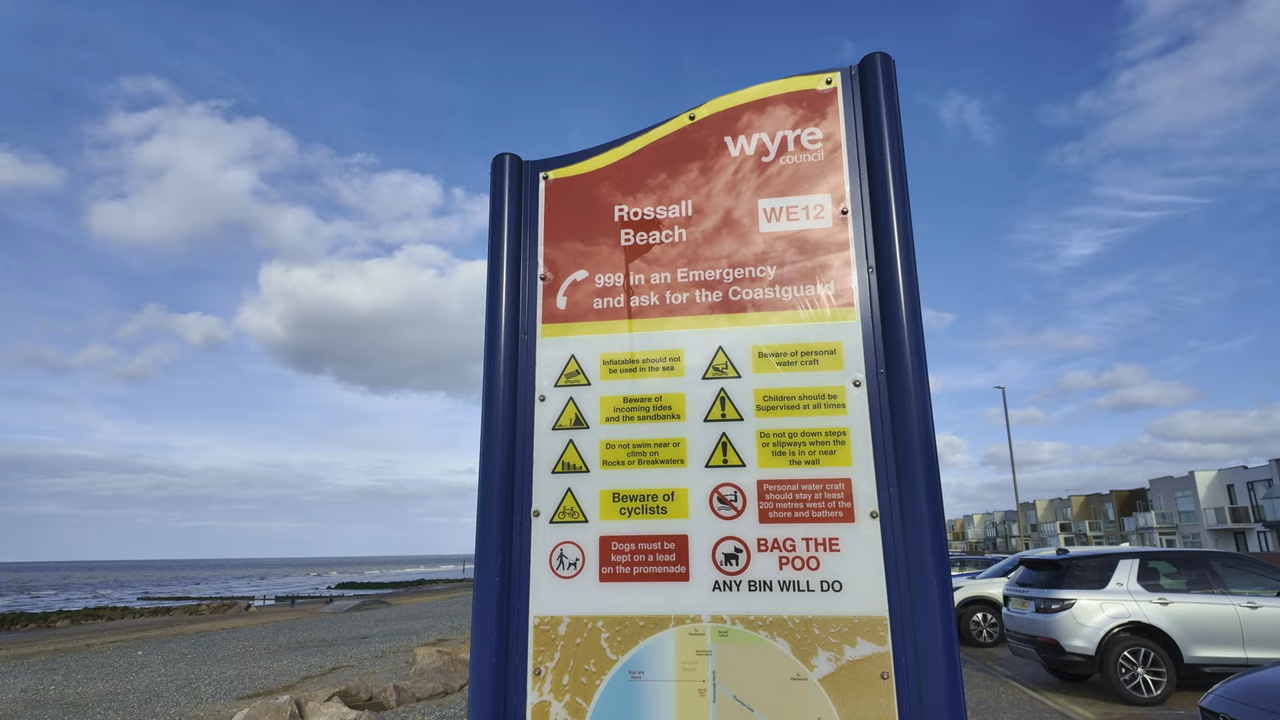 wyre
council
Rossall
Beach
WE12
999 in an Emergency
and ask for the Coastguard
Inflatables should not
be used in the sea
Beware of personal
water craft
Beware of
incoming tides
and the sandbanks
Children should be
Supervised at all times
Do not swim near or
climb on
Rocks or Breakwaters
Do not go down steps
or slipways when the
tide is in or near
the wall
Beware of
cyclists
Personal water craft
should stay at least
200 metres west of the
shore and bathers
Dogs must be
kept on a lead
on the promenade
BAG THE
POO
ANY BIN WILL DO
You are
here